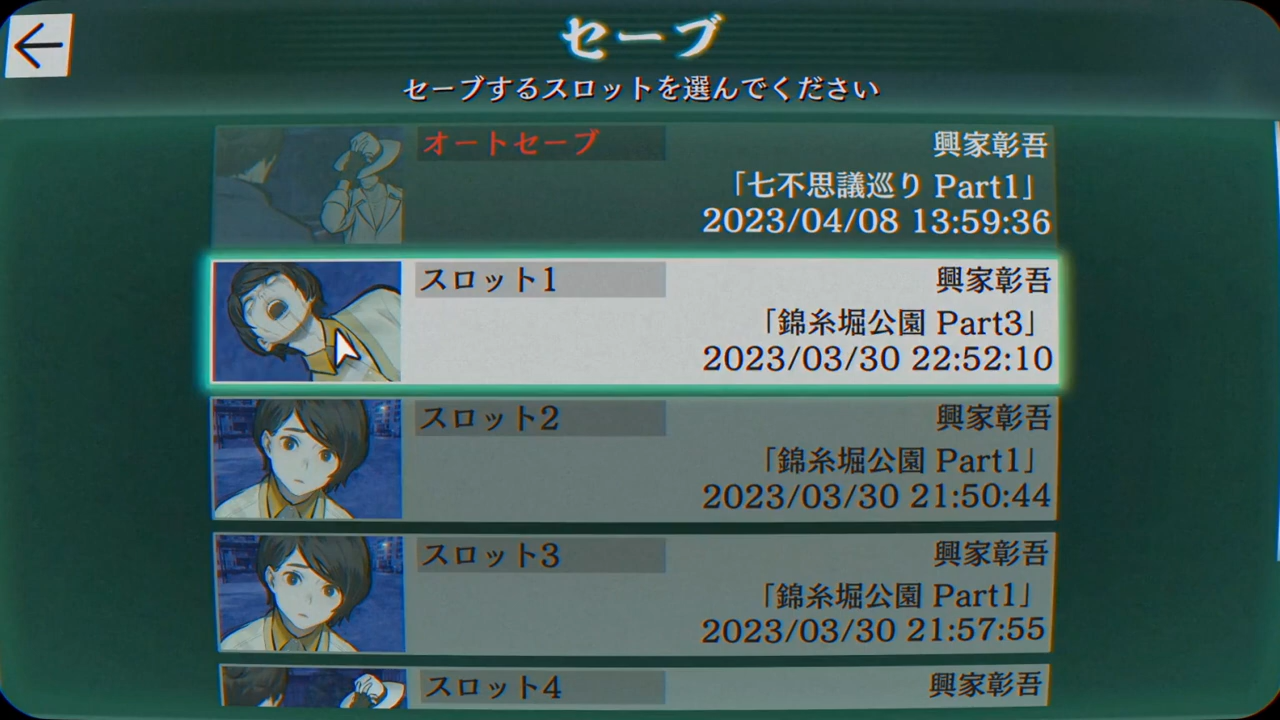 セーブ
セーブするスロットを選んでください
オートセーブ
興家彰吾
「七不思議巡り Part1」
2023/04/08 13:59:36
スロット1
興家彰吾
「錦糸堀公園 Part3」
2023/03/30 22:52:10
スロット2
興家彰吾
「錦糸堀公園 Part1」
2023/03/30 21:50:44
スロット3
興家彰吾
「錦糸堀公園 Part1」
2023/03/30 21:57:55
スロット4
興家彰吾